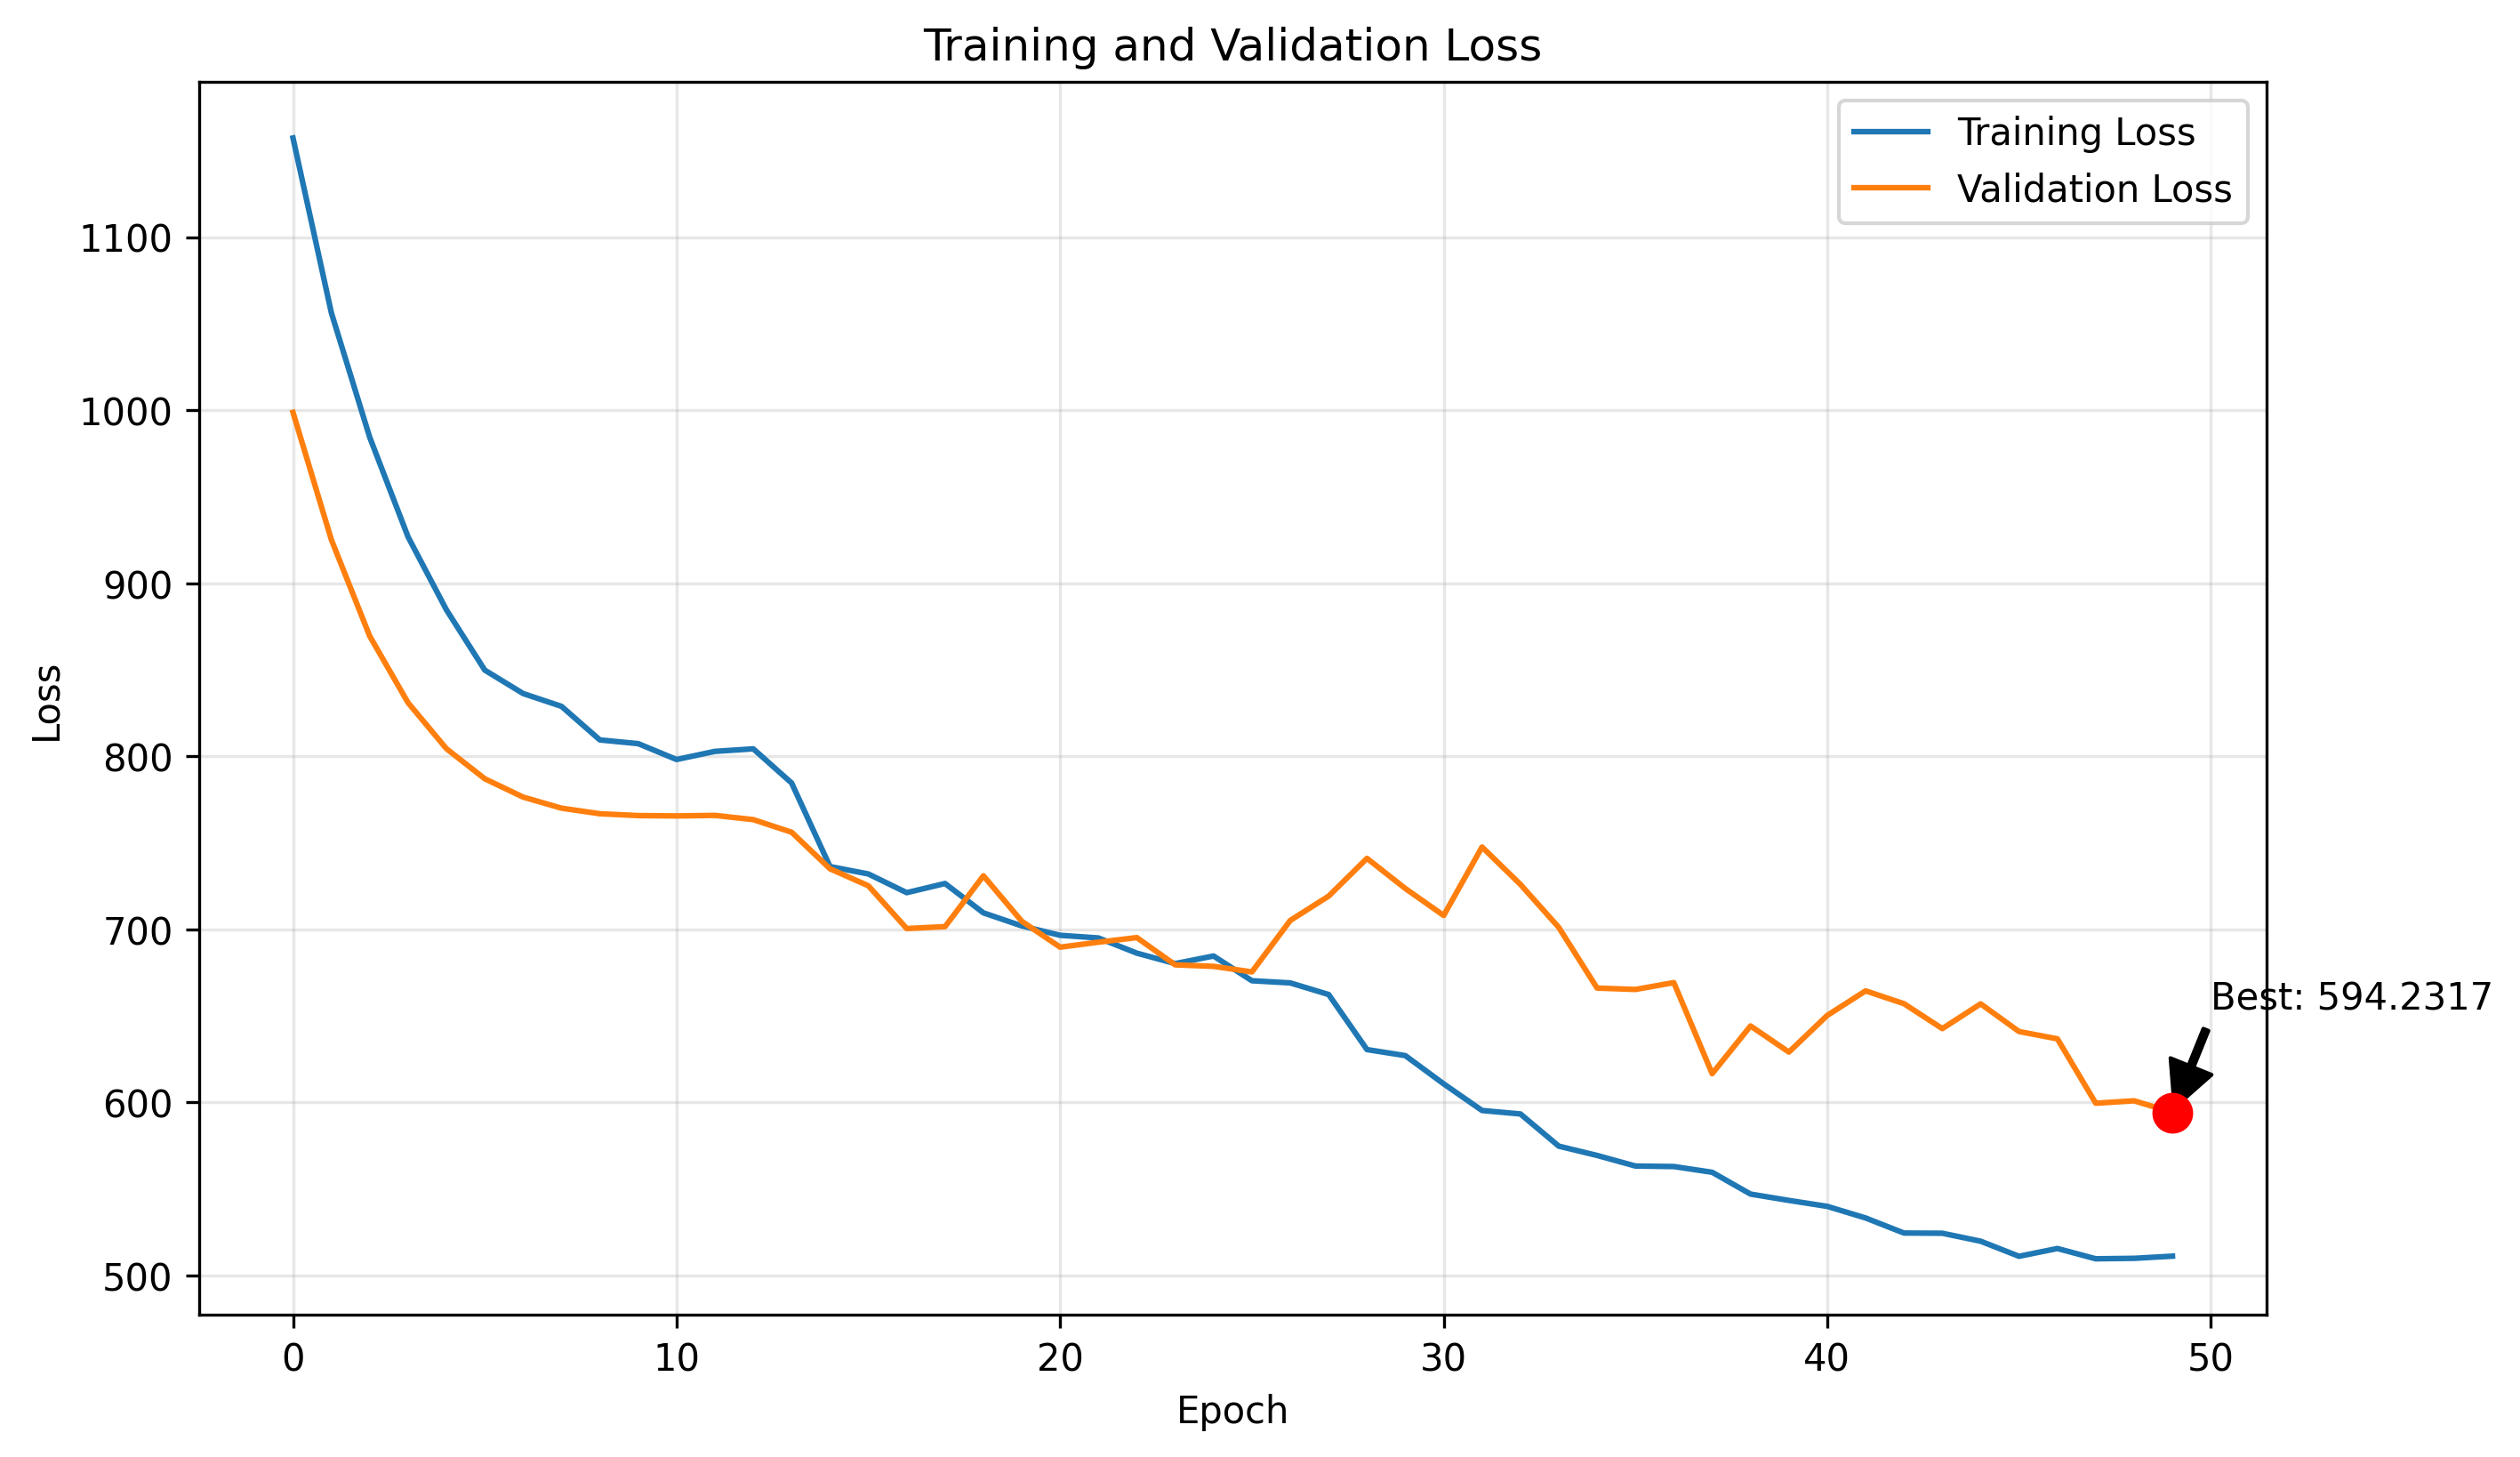 Training and Validation Loss
Training Loss
Validation Loss
1100
1000
900
800
700
600
500
Loss
Best: 594.2317
0 10 20 30 40 50
Epoch